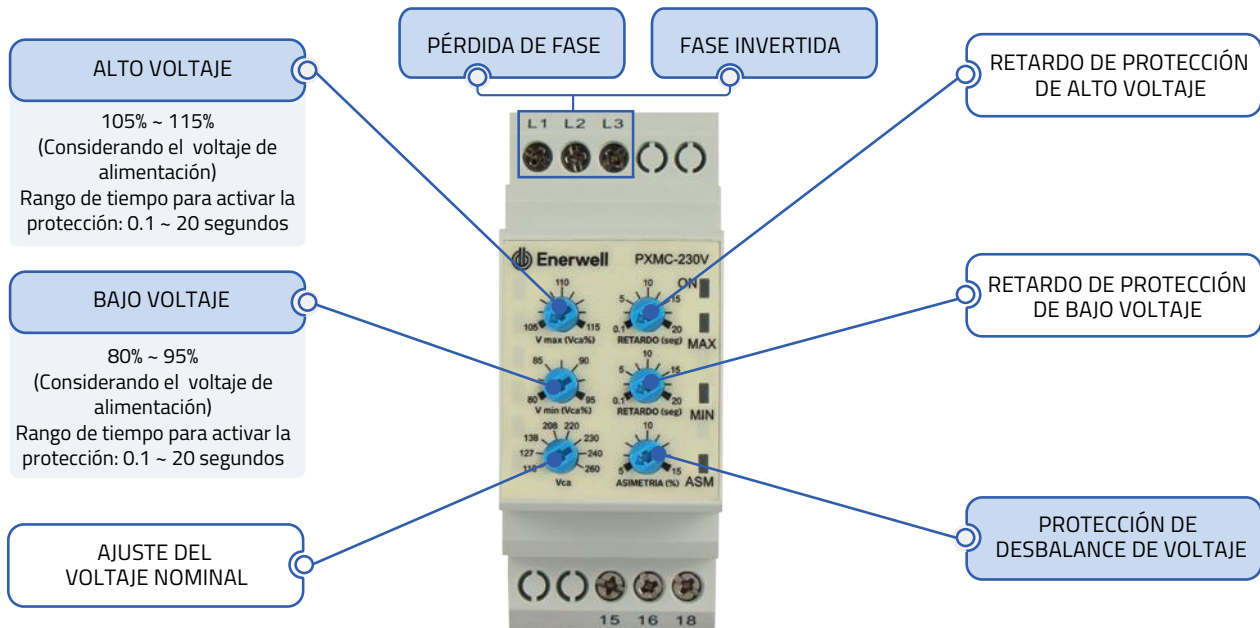 PÉRDIDA DE FASE
FASE INVERTIDA
ALTO VOLTAJE
105% ~ 115%
(Considerando el voltaje de
alimentación)
Rango de tiempo para activar la
protección: 0.1 ~ 20 segundos
BAJO VOLTAJE
80% ~ 95%
(Considerando el voltaje de
alimentación)
Rango de tiempo para activar la
protección: 0.1 ~ 20 segundos
AJUSTE DEL
VOLTAJE NOMINAL
L1 L2 L3
Enerwell PXMC-230V
110
105 115
V max (Vca%)
10 ON
5 15
0.1 20
RETARDO (seg) MAX
85 90
80 95
V min (Vca%)
10
5 15
0.1 20
RETARDO (seg) MIN
208 220
138 230
127 240
260
Vca
10
5 15
ASIMETRIA (%) ASM
15 16 18
RETARDO DE PROTECCIÓN
DE ALTO VOLTAJE
RETARDO DE PROTECCIÓN
DE BAJO VOLTAJE
PROTECCIÓN DE
DESBALANCE DE VOLTAJE